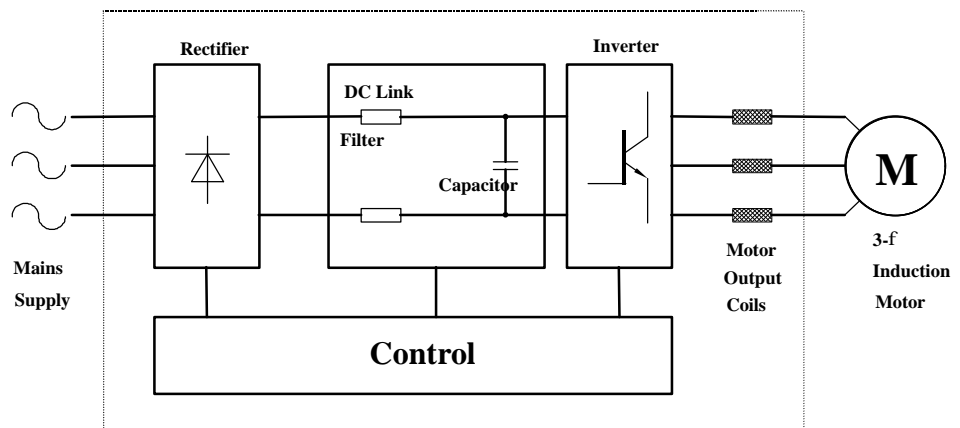 Rectifier
Inverter
DC Link
Filter
Capacitor
M
Mains
Supply
Motor
Output
Coils
3-f
Induction
Motor
Control